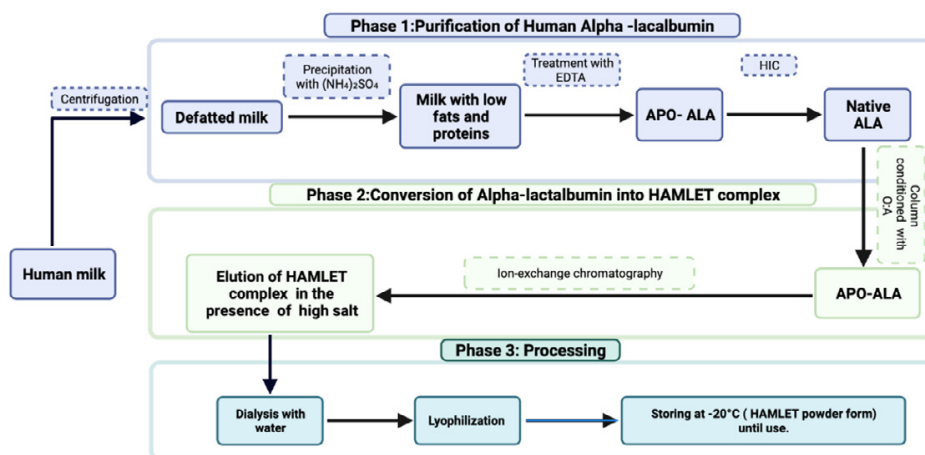 Phase 1:Purification of Human Alpha -lacalbumin
Centrifugation
Precipitation
with (NH₄)₂SO₄
Treatment with
EDTA
HIC
Defatted milk
Milk with low
fats and
proteins
APO- ALA
Native
ALA
Column
conditioned with
O:A
Phase 2:Conversion of Alpha-lactalbumin into HAMLET complex
Human milk
Elution of HAMLET
complex in the
presence of high salt
Ion-exchange chromatography
APO-ALA
Phase 3: Processing
Dialysis with
water
Lyophilization
Storing at -20°C ( HAMLET powder form)
until use.